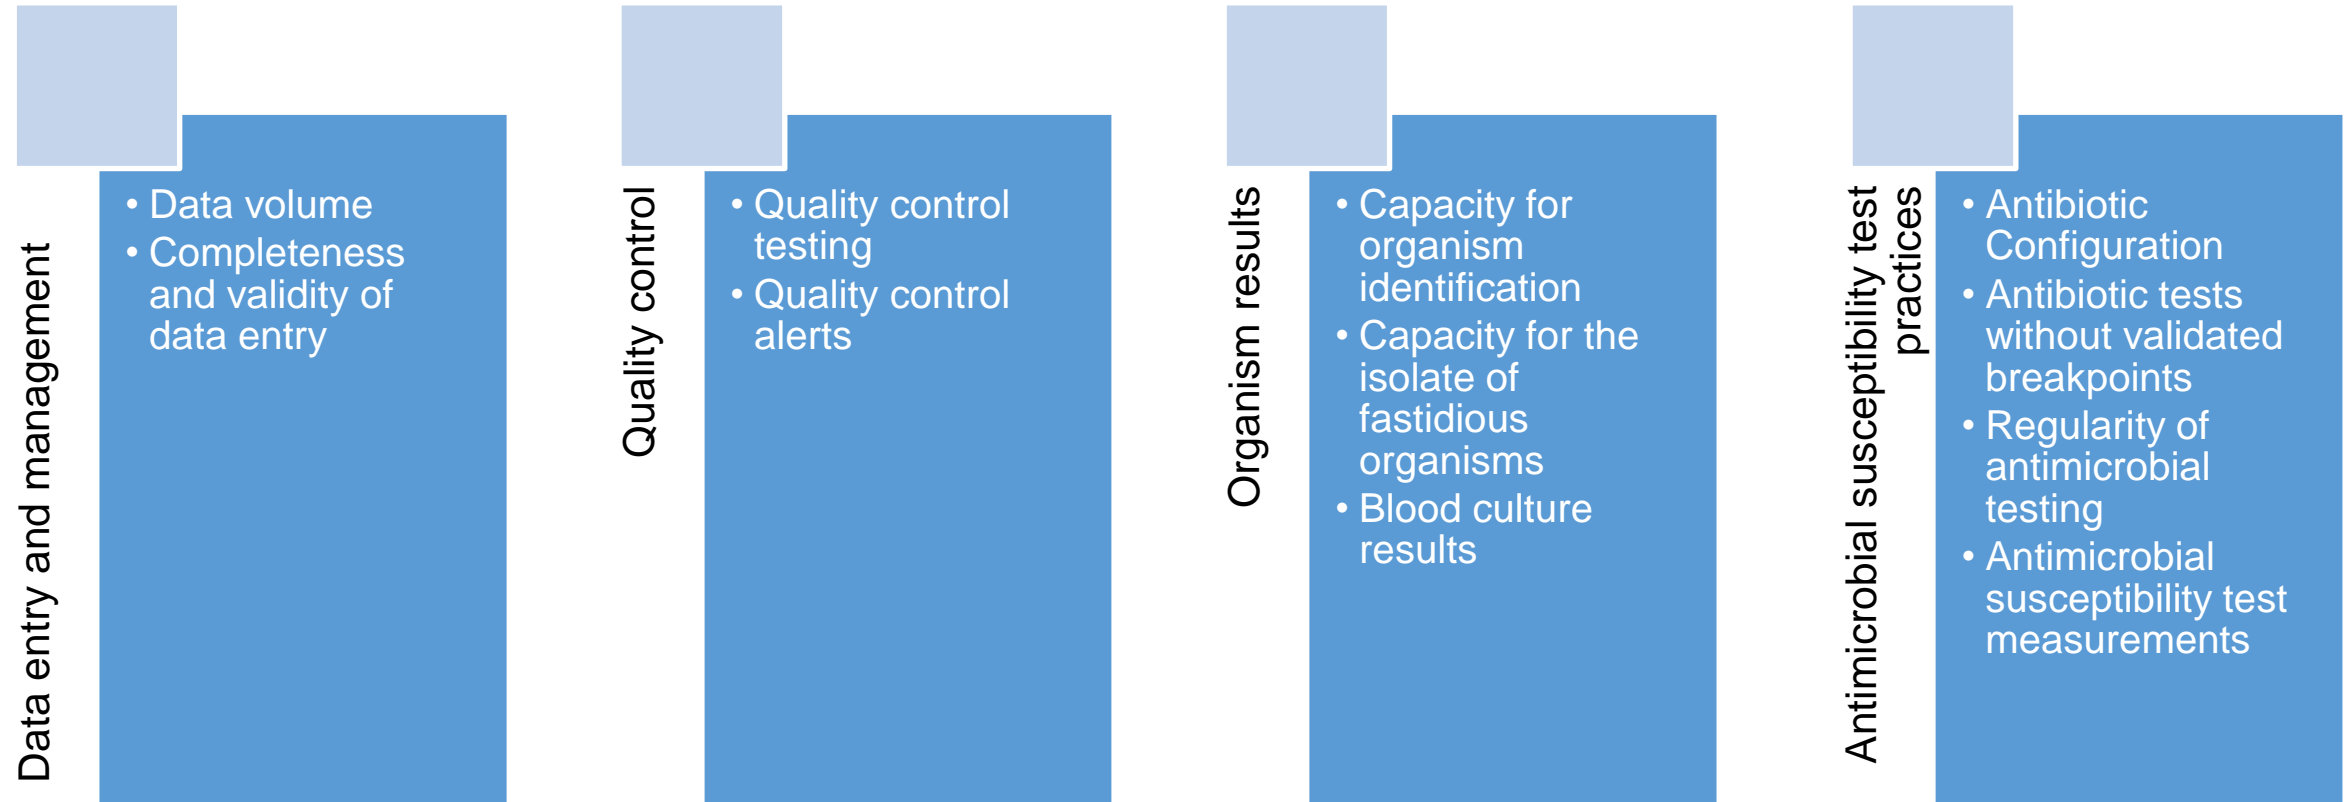 Data entry and management
• Data volume
• Completeness
and validity of
data entry
Quality control
• Quality control
testing
• Quality control
alerts
Organism results
• Capacity for
organism
identification
• Capacity for the
isolate of
fastidious
organisms
• Blood culture
results
Antimicrobial susceptibility test
practices
• Antibiotic
Configuration
• Antibiotic tests
without validated
breakpoints
• Regularity of
antimicrobial
testing
• Antimicrobial
susceptibility test
measurements